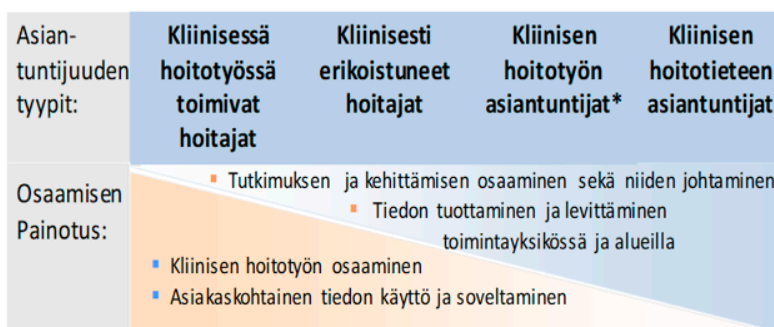 Asian-
tuntijuuden
tyypit:
Kliinisessä
hoitotyössä
toimivat
hoitajat
Kliinisesti
erikoistuneet
hoitajat
Kliinisen
hoitotyön
asiantuntijat*
Kliinisen
hoitotieteen
asiantuntijat
Osaamisen
Painotus:
▪ Tutkimuksen ja kehittämisen osaaminen sekä niiden johtaminen
▪ Tiedon tuottaminen ja levittäminen
toimintayksikössä ja alueilla
▪ Kliinisen hoitotyön osaaminen
▪ Asiakaskohtainen tiedon käyttö ja soveltaminen